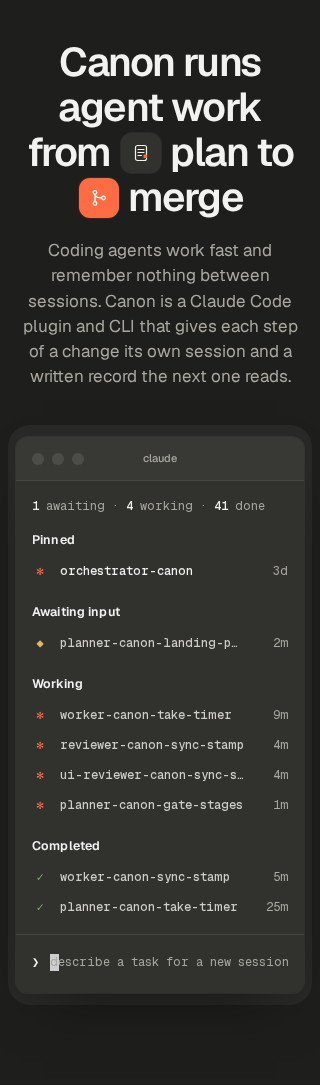 Canon runs
agent work
from plan to
merge
Coding agents work fast and
remember nothing between
sessions. Canon is a Claude Code
plugin and CLI that gives each step
of a change its own session and a
written record the next one reads.
claude
1 awaiting · 4 working · 41 done
Pinned
✻ orchestrator-canon 3d
Awaiting input
◆ planner-canon-landing-p… 2m
Working
✻ worker-canon-take-timer 9m
✻ reviewer-canon-sync-stamp 4m
✻ ui-reviewer-canon-sync-s… 4m
✻ planner-canon-gate-stages 1m
Completed
✓ worker-canon-sync-stamp 5m
✓ planner-canon-take-timer 25m
❯ describe a task for a new session